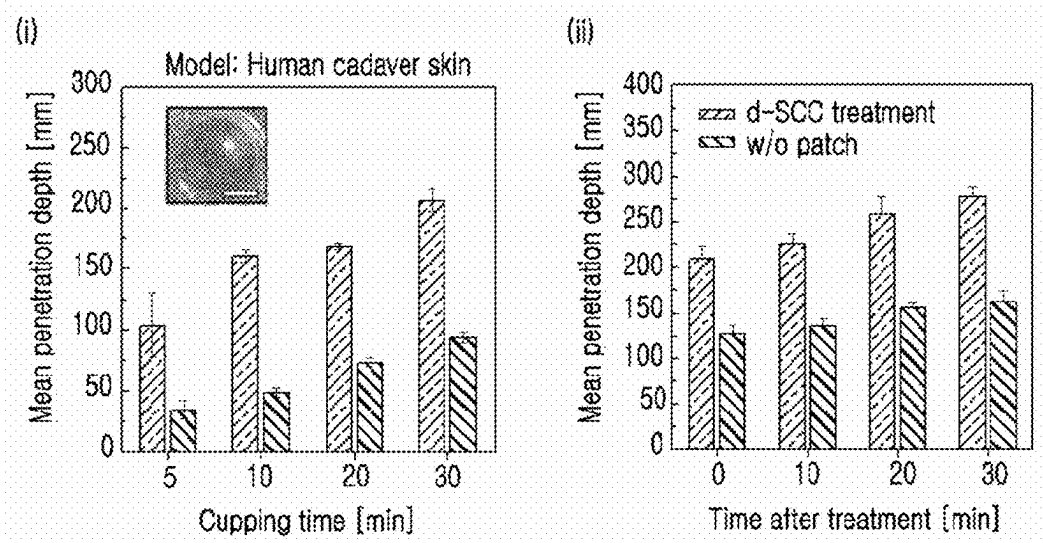 (i)
Model: Human cadaver skin
Mean penetration depth [mm]
300
250
200
150
100
50
0
5 10 20 30
Cupping time [min]
(ii)
Mean penetration depth [mm]
400
350
300
250
200
150
100
50
0
d-SCC treatment
w/o patch
0 10 20 30
Time after treatment [min]